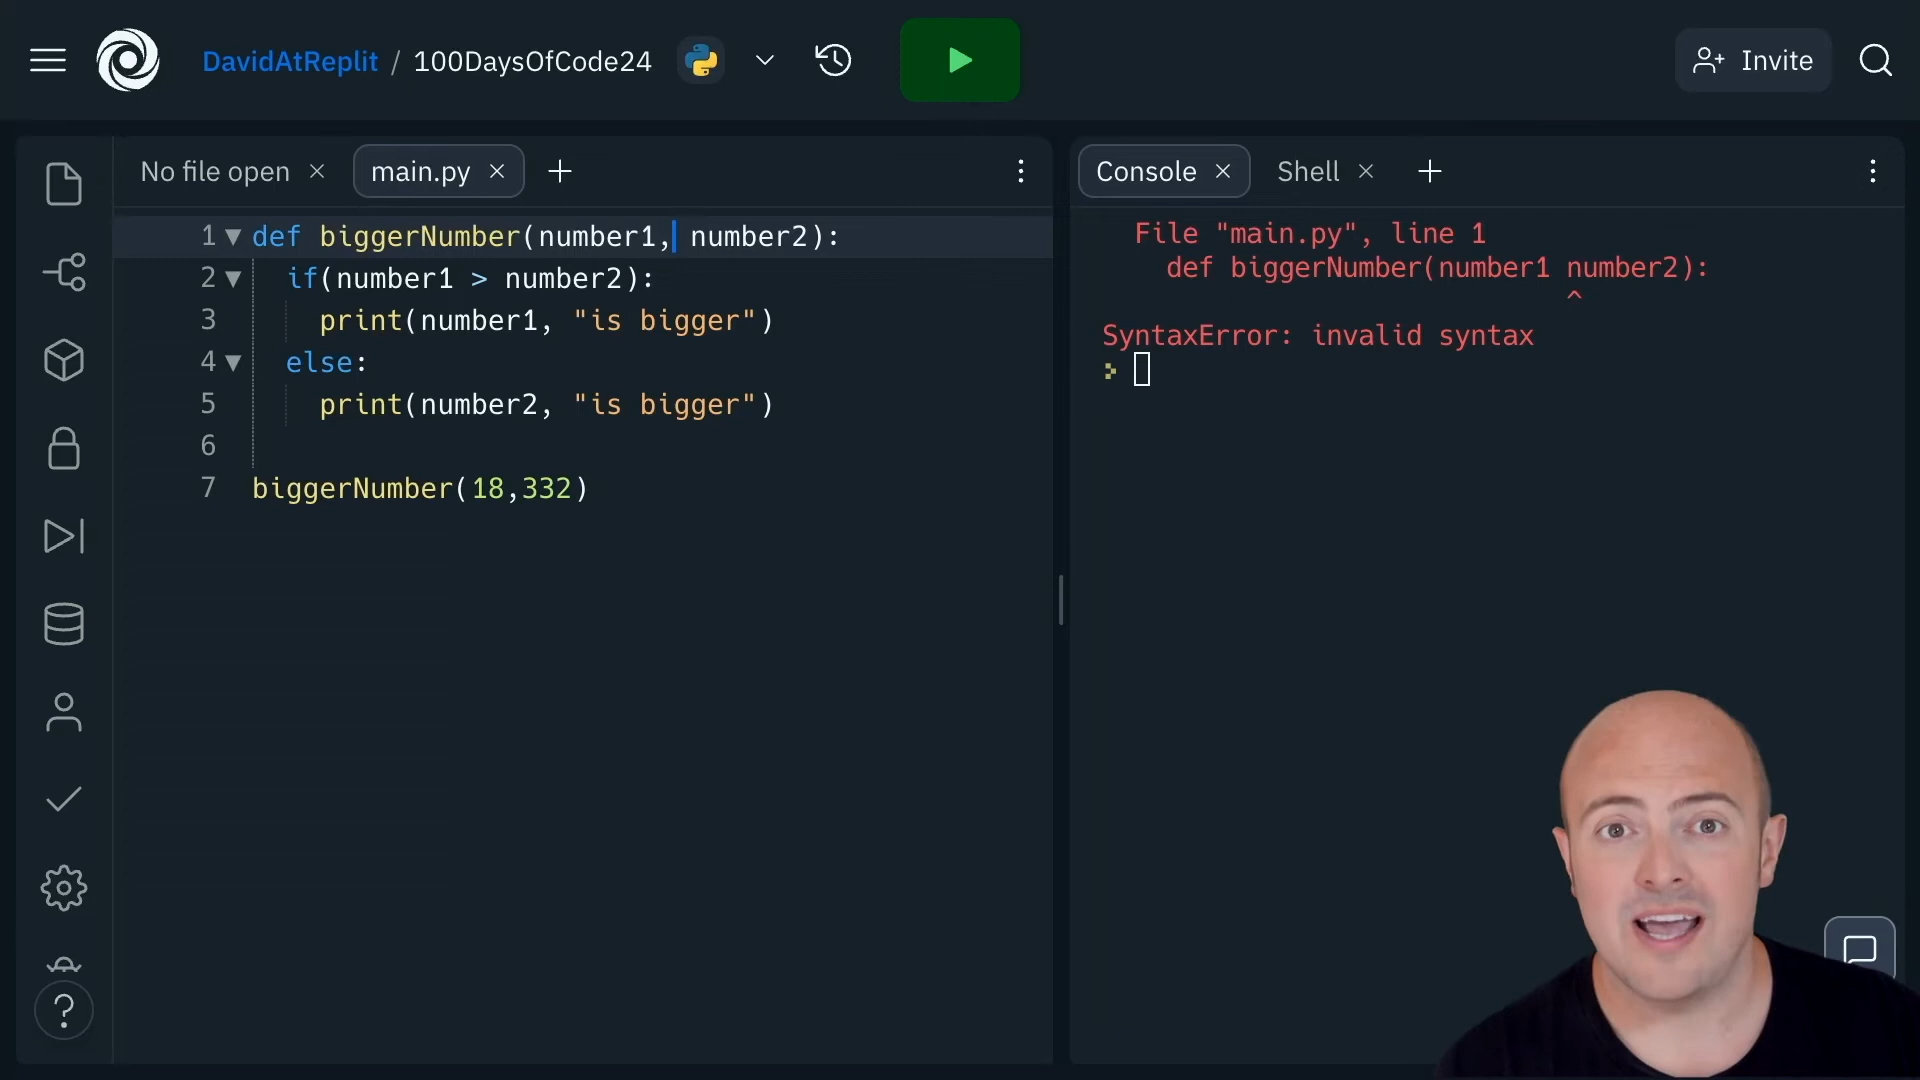 DavidAtReplit / 100DaysOfCode24
Invite
No file open
main.py
Console
Shell
1 def biggerNumber(number1, number2):
2 if(number1 > number2):
3 print(number1, "is bigger")
4 else:
5 print(number2, "is bigger")
6
7 biggerNumber(18,332)
File "main.py", line 1
def biggerNumber(number1 number2):
^
SyntaxError: invalid syntax
?